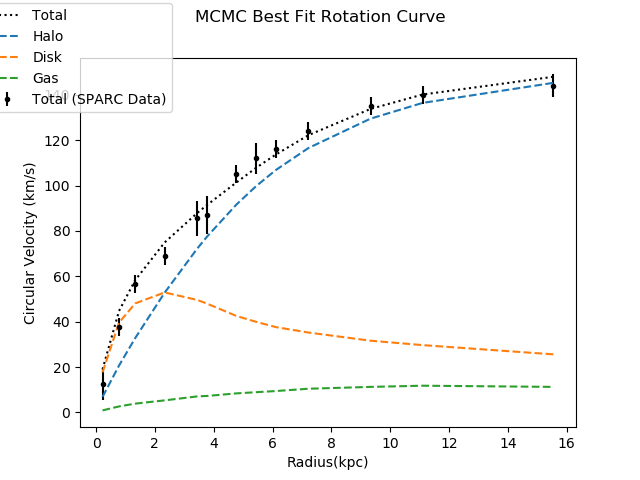 MCMC Best Fit Rotation Curve
Total
Halo
Disk
Gas
Total (SPARC Data)
140
120
100
80
60
40
20
0
Circular Velocity (km/s)
0 2 4 6 8 10 12 14 16
Radius(kpc)